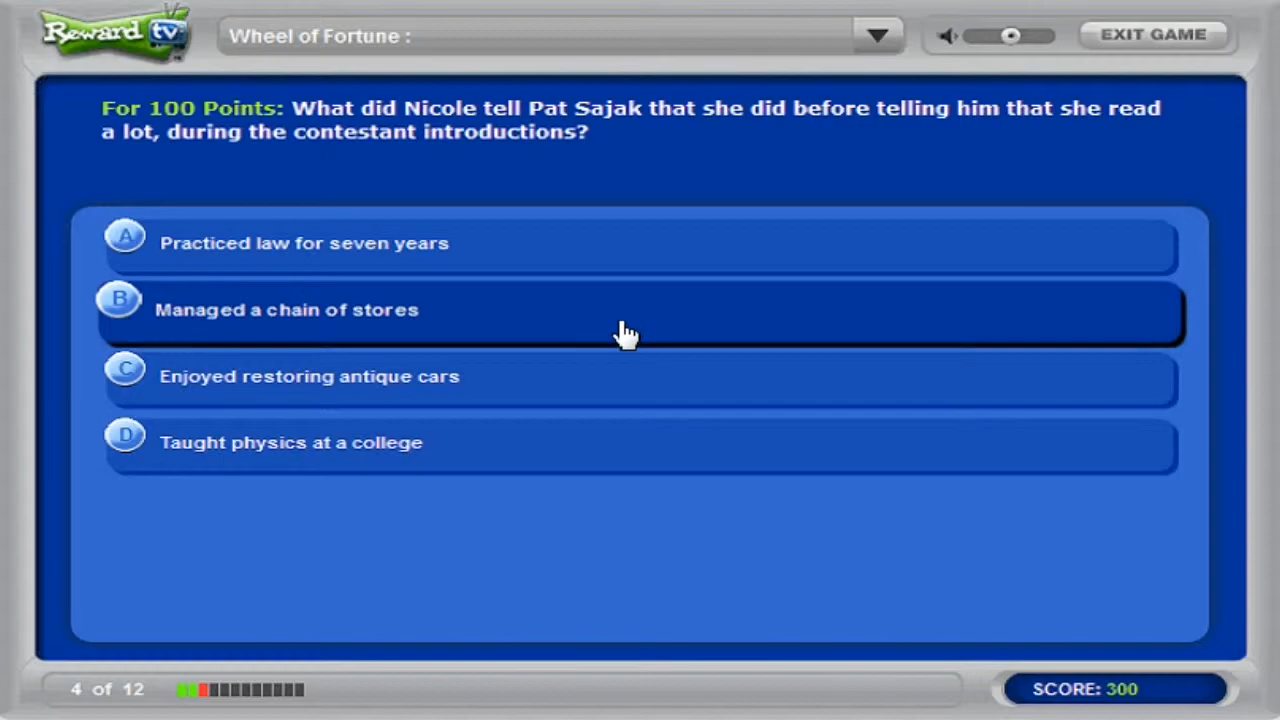 Reward tv
Wheel of Fortune :
EXIT GAME
For 100 Points: What did Nicole tell Pat Sajak that she did before telling him that she read
a lot, during the contestant introductions?
A Practiced law for seven years
B Managed a chain of stores
C Enjoyed restoring antique cars
D Taught physics at a college
4 of 12
SCORE: 300